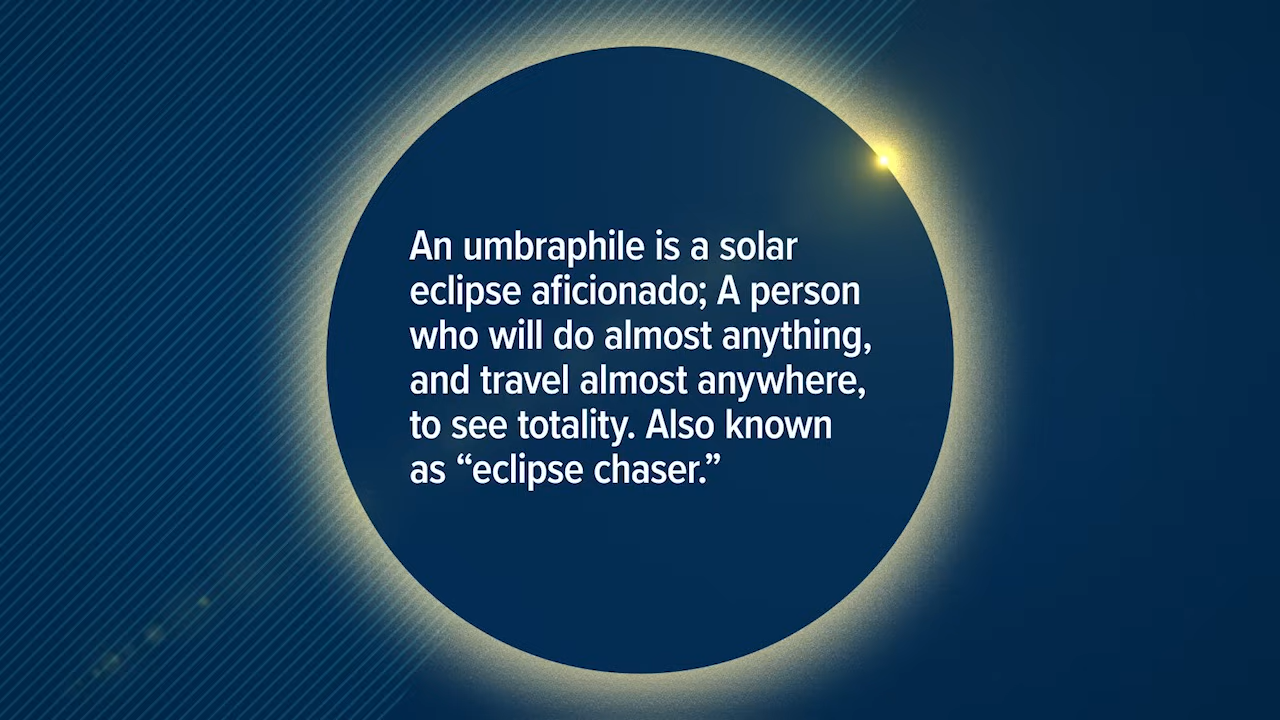 An umbraphile is a solar
eclipse aficionado; A person
who will do almost anything,
and travel almost anywhere,
to see totality. Also known
as “eclipse chaser.”